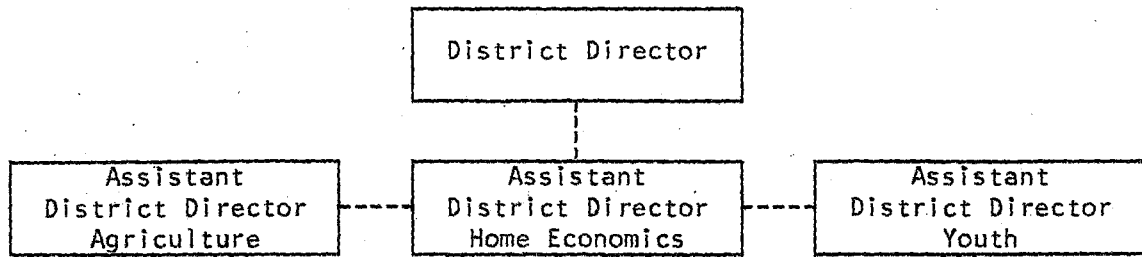 District Director
Assistant
District Director
Agriculture
Assistant
District Director
Home Economics
Assistant
District Director
Youth